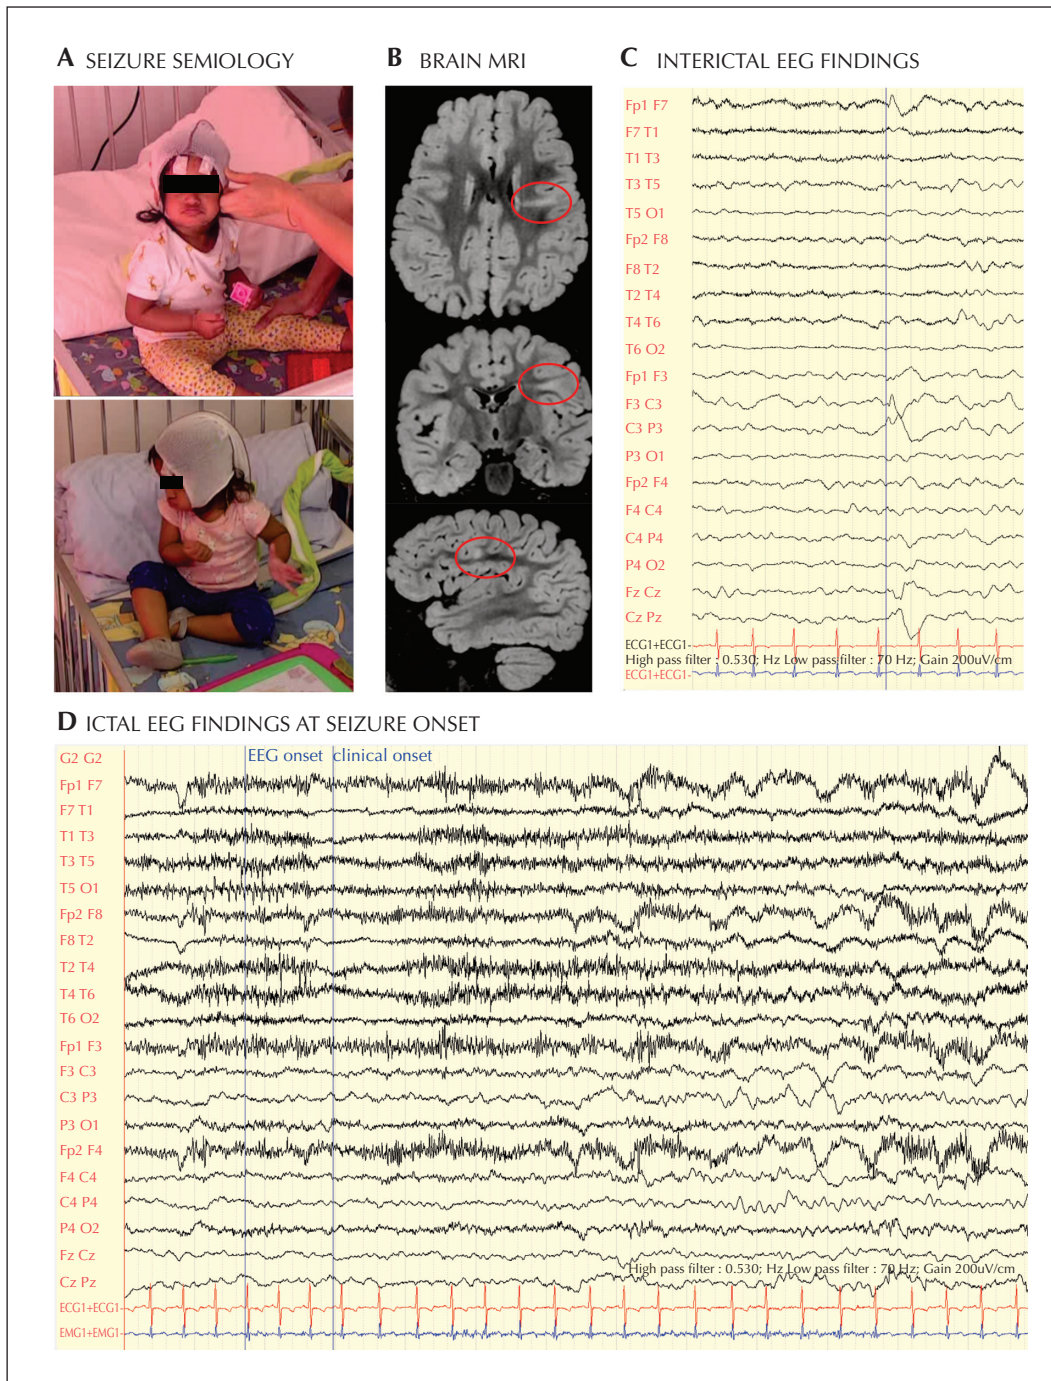 A SEIZURE SEMIOLOGY
B BRAIN MRI
C INTERICTAL EEG FINDINGS
Fp1 F7
F7 T1
T1 T3
T3 T5
T5 O1
Fp2 F8
F8 T2
T2 T4
T4 T6
T6 O2
Fp1 F3
F3 C3
C3 P3
P3 O1
Fp2 F4
F4 C4
C4 P4
P4 O2
Fz Cz
Cz Pz
ECG1+ECG1-
High pass filter : 0.530; Hz Low pass filter : 70 Hz; Gain 200uV/cm
ECG1+ECG1-
D ICTAL EEG FINDINGS AT SEIZURE ONSET
EEG onset clinical onset
G2 G2
Fp1 F7
F7 T1
T1 T3
T3 T5
T5 O1
Fp2 F8
F8 T2
T2 T4
T4 T6
T6 O2
Fp1 F3
F3 C3
C3 P3
P3 O1
Fp2 F4
F4 C4
C4 P4
P4 O2
Fz Cz
High pass filter : 0.530; Hz Low pass filter : 70 Hz; Gain 200uV/cm
Cz Pz
ECG1+ECG1-
EMG1+EMG1-